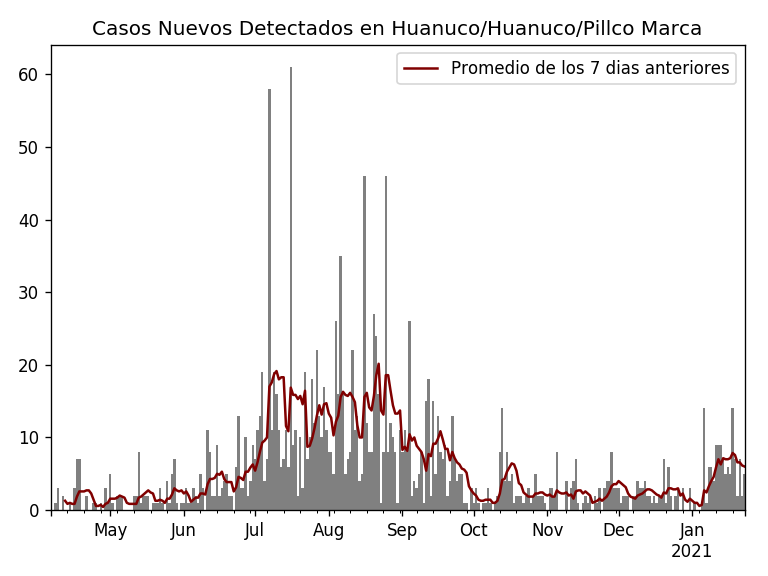 Casos Nuevos Detectados en Huanuco/Huanuco/Pillco Marca
Promedio de los 7 dias anteriores
60
50
40
30
20
10
0
May Jun Jul Aug Sep Oct Nov Dec Jan
2021